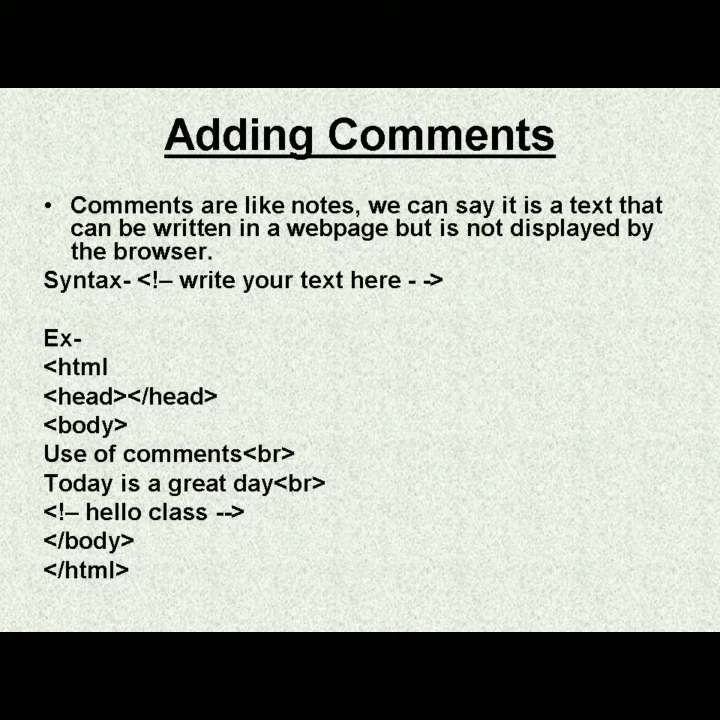 Adding Comments
• Comments are like notes, we can say it is a text that
can be written in a webpage but is not displayed by
the browser.
Syntax- <!– write your text here - ->
Ex-
<html
<head></head>
<body>
Use of comments<br>
Today is a great day<br>
<!– hello class -->
</body>
</html>